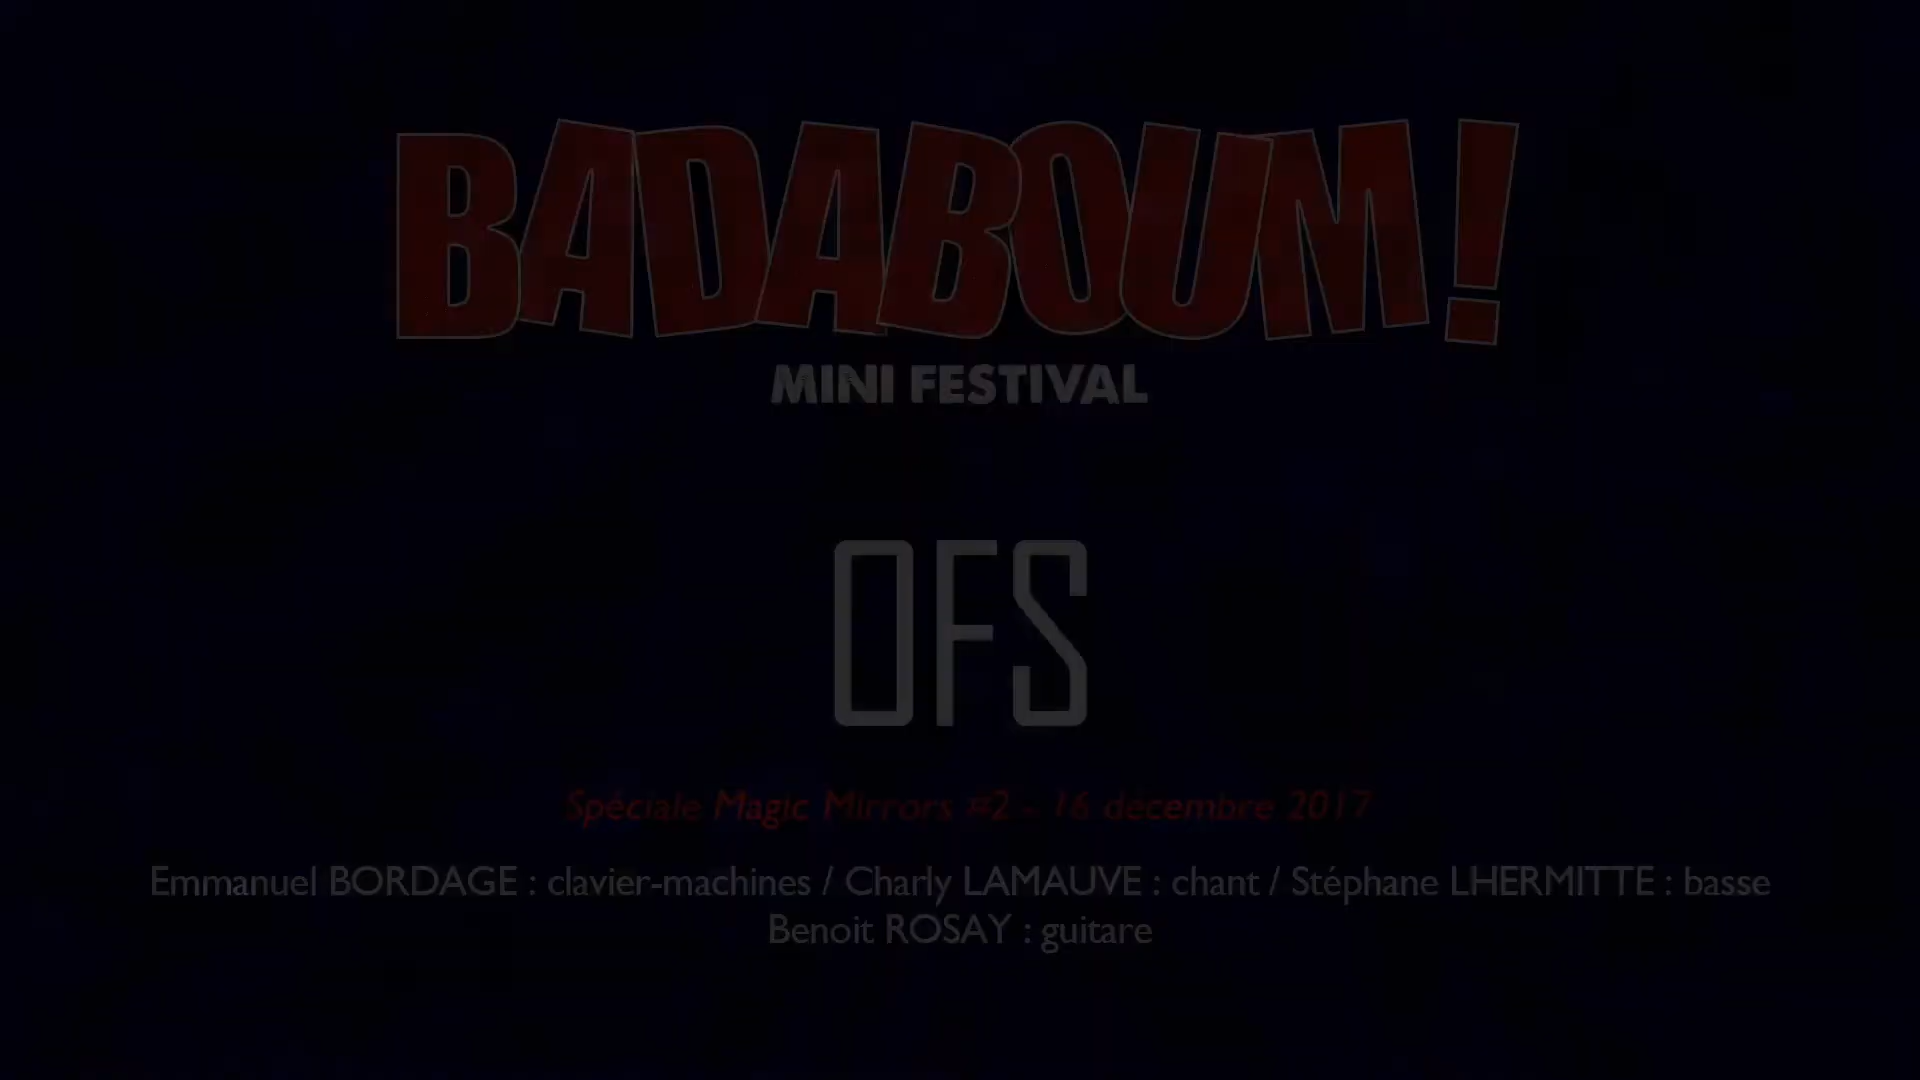 BADABOUM !
MINI FESTIVAL
OFS
Spéciale Magic Mirrors #2 - 16 décembre 2017
Emmanuel BORDAGE : clavier-machines / Charly LAMAUVE : chant / Stéphane LHERMITTE : basse
Benoit ROSAY : guitare